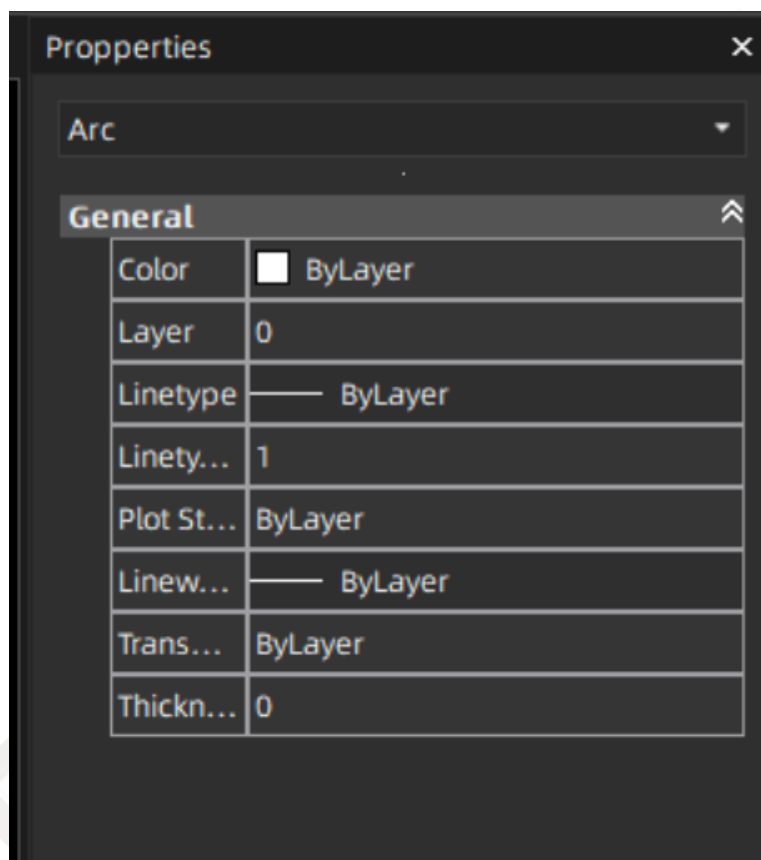 Propperties
Arc
General
Color ByLayer
Layer 0
Linetype ByLayer
Linety... 1
Plot St... ByLayer
Linew... ByLayer
Trans... ByLayer
Thickn... 0